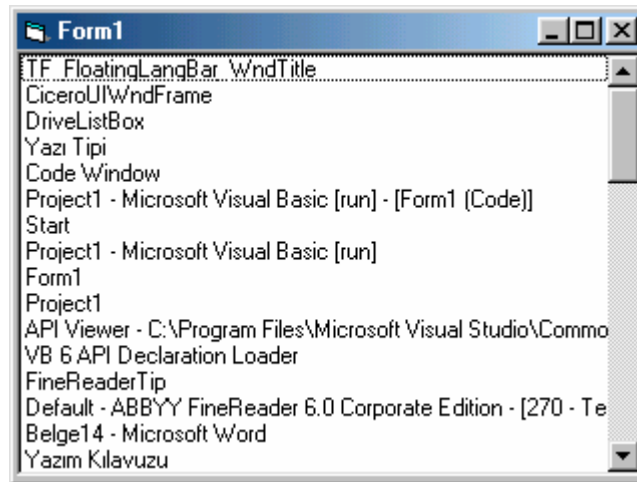 Form1
TF_FloatingLangBar_WndTitle
CiceroUIWndFrame
DriveListBox
Yazı Tipi
Code Window
Project1 - Microsoft Visual Basic [run] - [Form1 (Code)]
Start
Project1 - Microsoft Visual Basic [run]
Form1
Project1
API Viewer - C:\Program Files\Microsoft Visual Studio\Commo
VB 6 API Declaration Loader
FineReaderTip
Default - ABBYY FineReader 6.0 Corporate Edition - [270 - Te
Belge14 - Microsoft Word
Yazım Kılavuzu